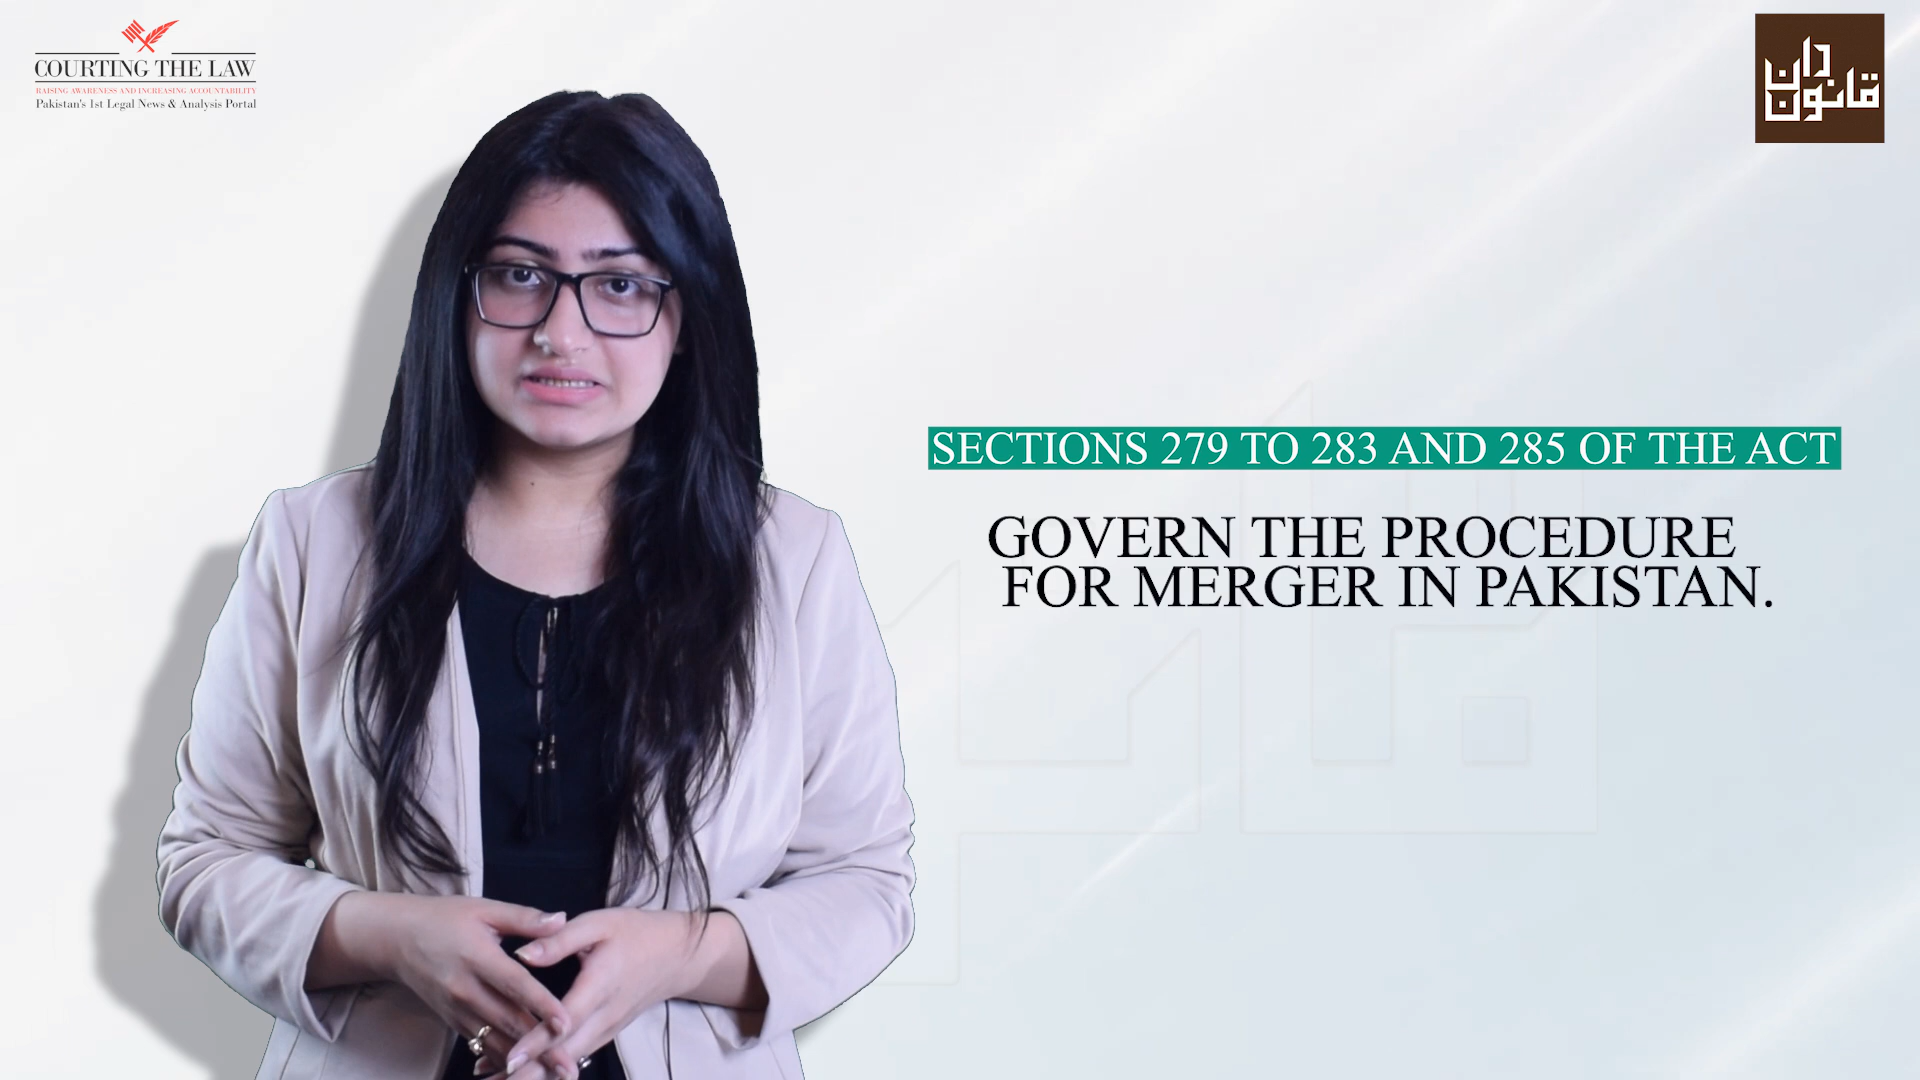 COURTING THE LAW
RAISING AWARENESS AND INCREASING ACCOUNTABILITY
Pakistan's 1st Legal News & Analysis Portal
قانون دان
SECTIONS 279 TO 283 AND 285 OF THE ACT
GOVERN THE PROCEDURE
FOR MERGER IN PAKISTAN.